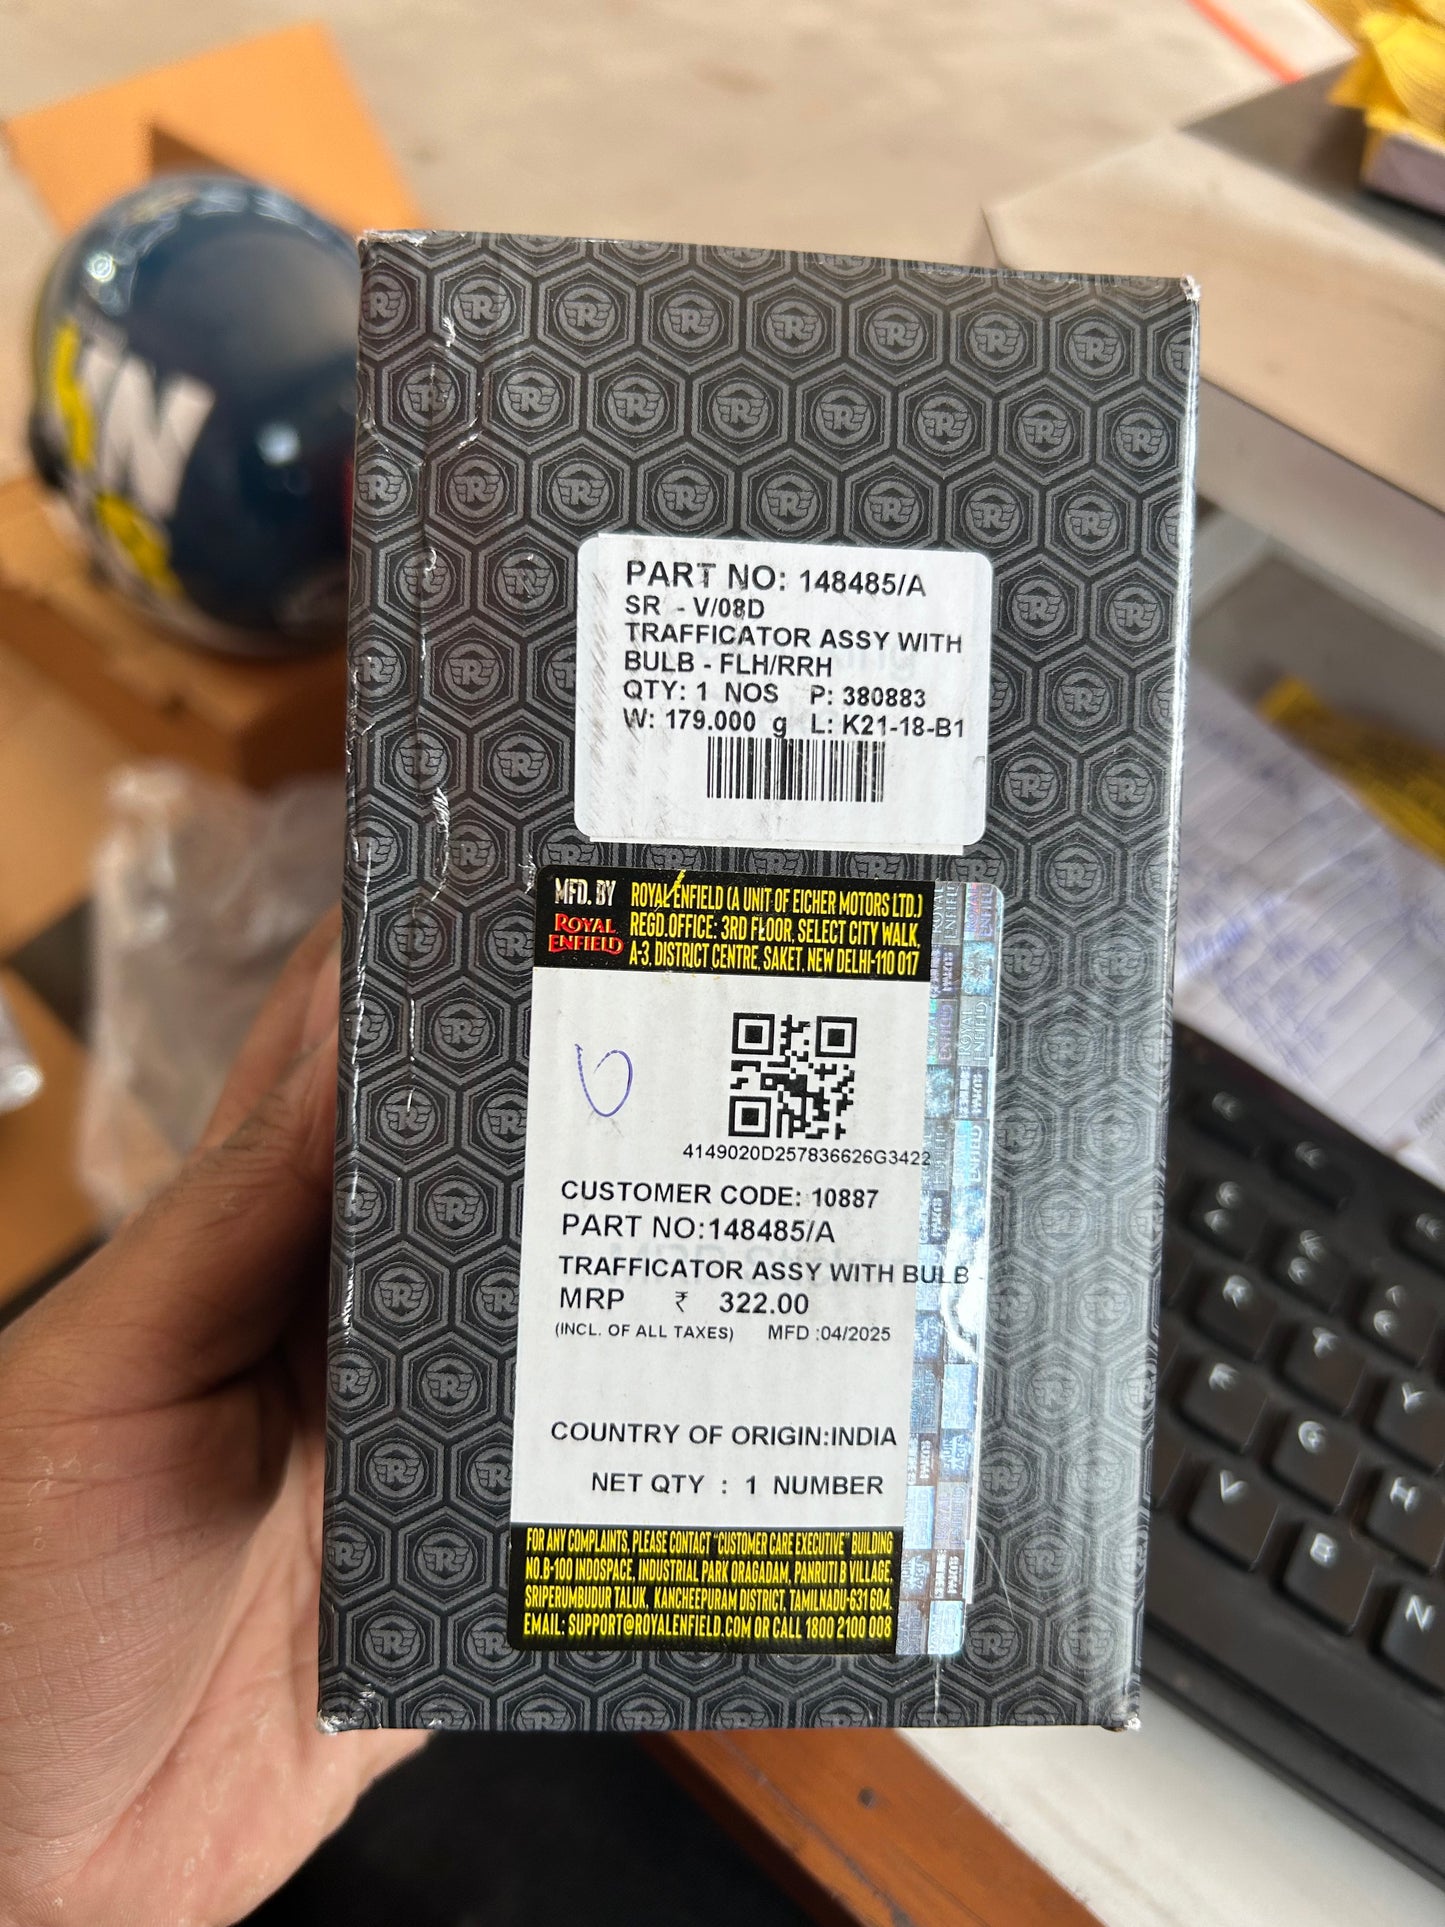 PART NO: 148485/A
SR - V/08D
TRAFFICATOR ASSY WITH
BULB - FLH/RRH
QTY: 1 NOS P: 380883
W: 179.000 g L: K21-18-B1
MFD. BY
ROYAL
ENFIELD
ROYAL ENFIELD (A UNIT OF EICHER MOTORS LTD.)
REGD.OFFICE: 3RD FLOOR, SELECT CITY WALK,
A-3, DISTRICT CENTRE, SAKET, NEW DELHI-110 017
4149020D257836626G3422
CUSTOMER CODE: 10887
PART NO:148485/A
TRAFFICATOR ASSY WITH BULB -
MRP ₹ 322.00
(INCL. OF ALL TAXES) MFD :04/2025
COUNTRY OF ORIGIN:INDIA
NET QTY : 1 NUMBER
FOR ANY COMPLAINTS, PLEASE CONTACT "CUSTOMER CARE EXECUTIVE" BUILDING
NO.B-100 INDOSPACE, INDUSTRIAL PARK ORAGADAM, PANRUTI B VILLAGE,
SRIPERUMBUDUR TALUK, KANCHEEPURAM DISTRICT, TAMILNADU-631 604.
EMAIL: SUPPORT@ROYALENFIELD.COM OR CALL 1800 2100 008